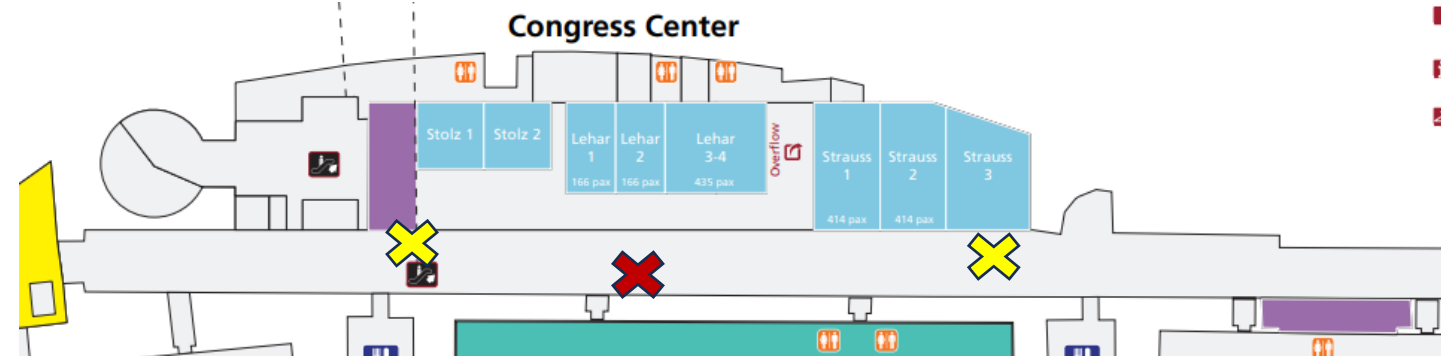 Congress Center
Stolz 1
Stolz 2
Lehar
1
166 pax
Lehar
2
166 pax
Lehar
3-4
435 pax
Overflow
Strauss
1
414 pax
Strauss
2
414 pax
Strauss
3